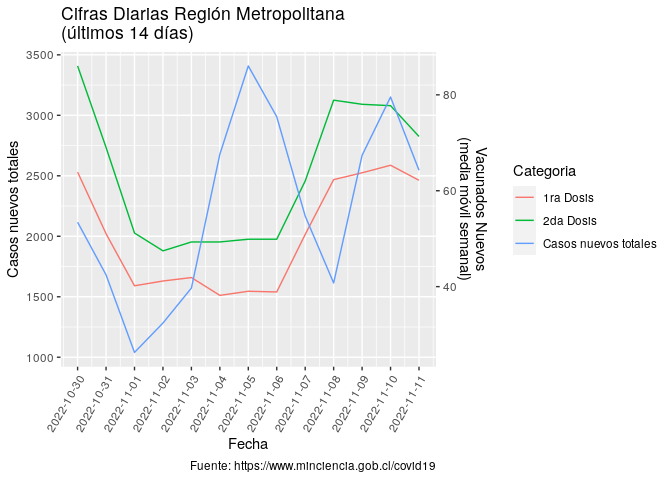 Cifras Diarias Región Metropolitana
(últimos 14 días)
3500
3000
2500
2000
1500
1000
Casos nuevos totales
80
60
40
Vacunados Nuevos
(media móvil semanal)
2022-10-30
2022-10-31
2022-11-01
2022-11-02
2022-11-03
2022-11-04
2022-11-05
2022-11-06
2022-11-07
2022-11-08
2022-11-09
2022-11-10
2022-11-11
Fecha
Categoria
1ra Dosis
2da Dosis
Casos nuevos totales
Fuente: https://www.minciencia.gob.cl/covid19